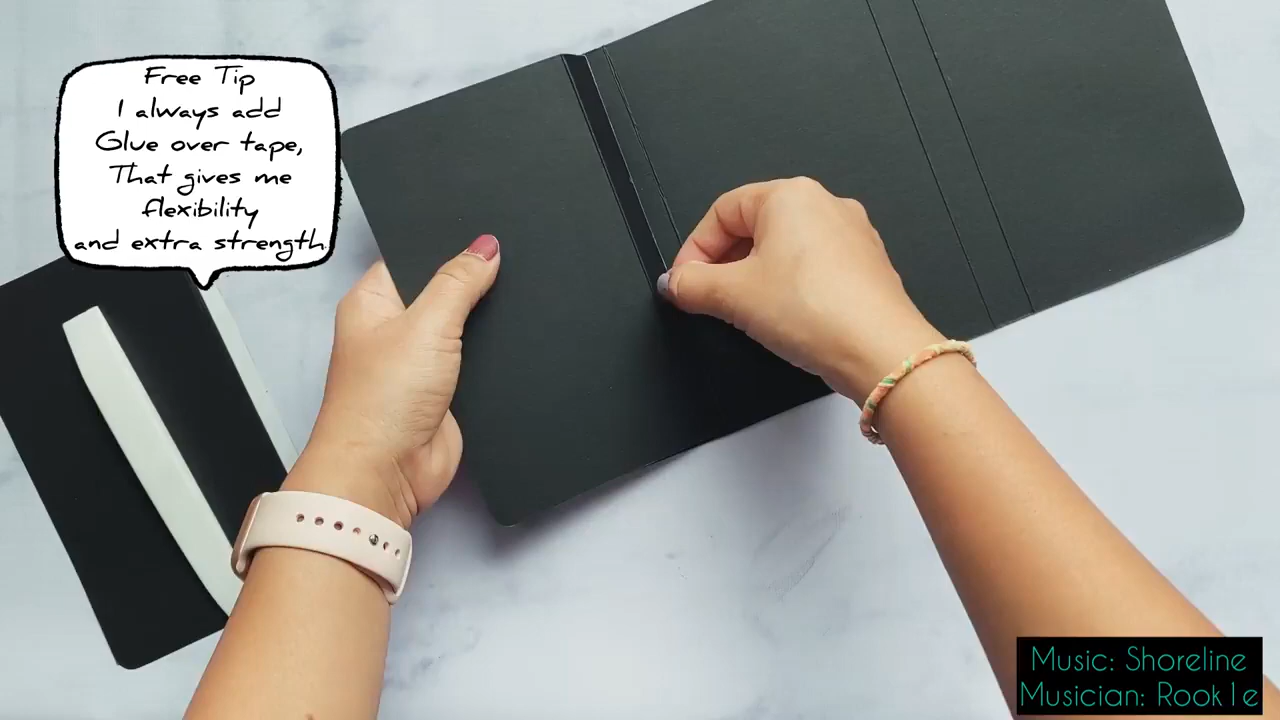 Free Tip
I always add
Glue over tape,
That gives me
flexibility
and extra strength.
Music: Shoreline
Musician: Rook1e